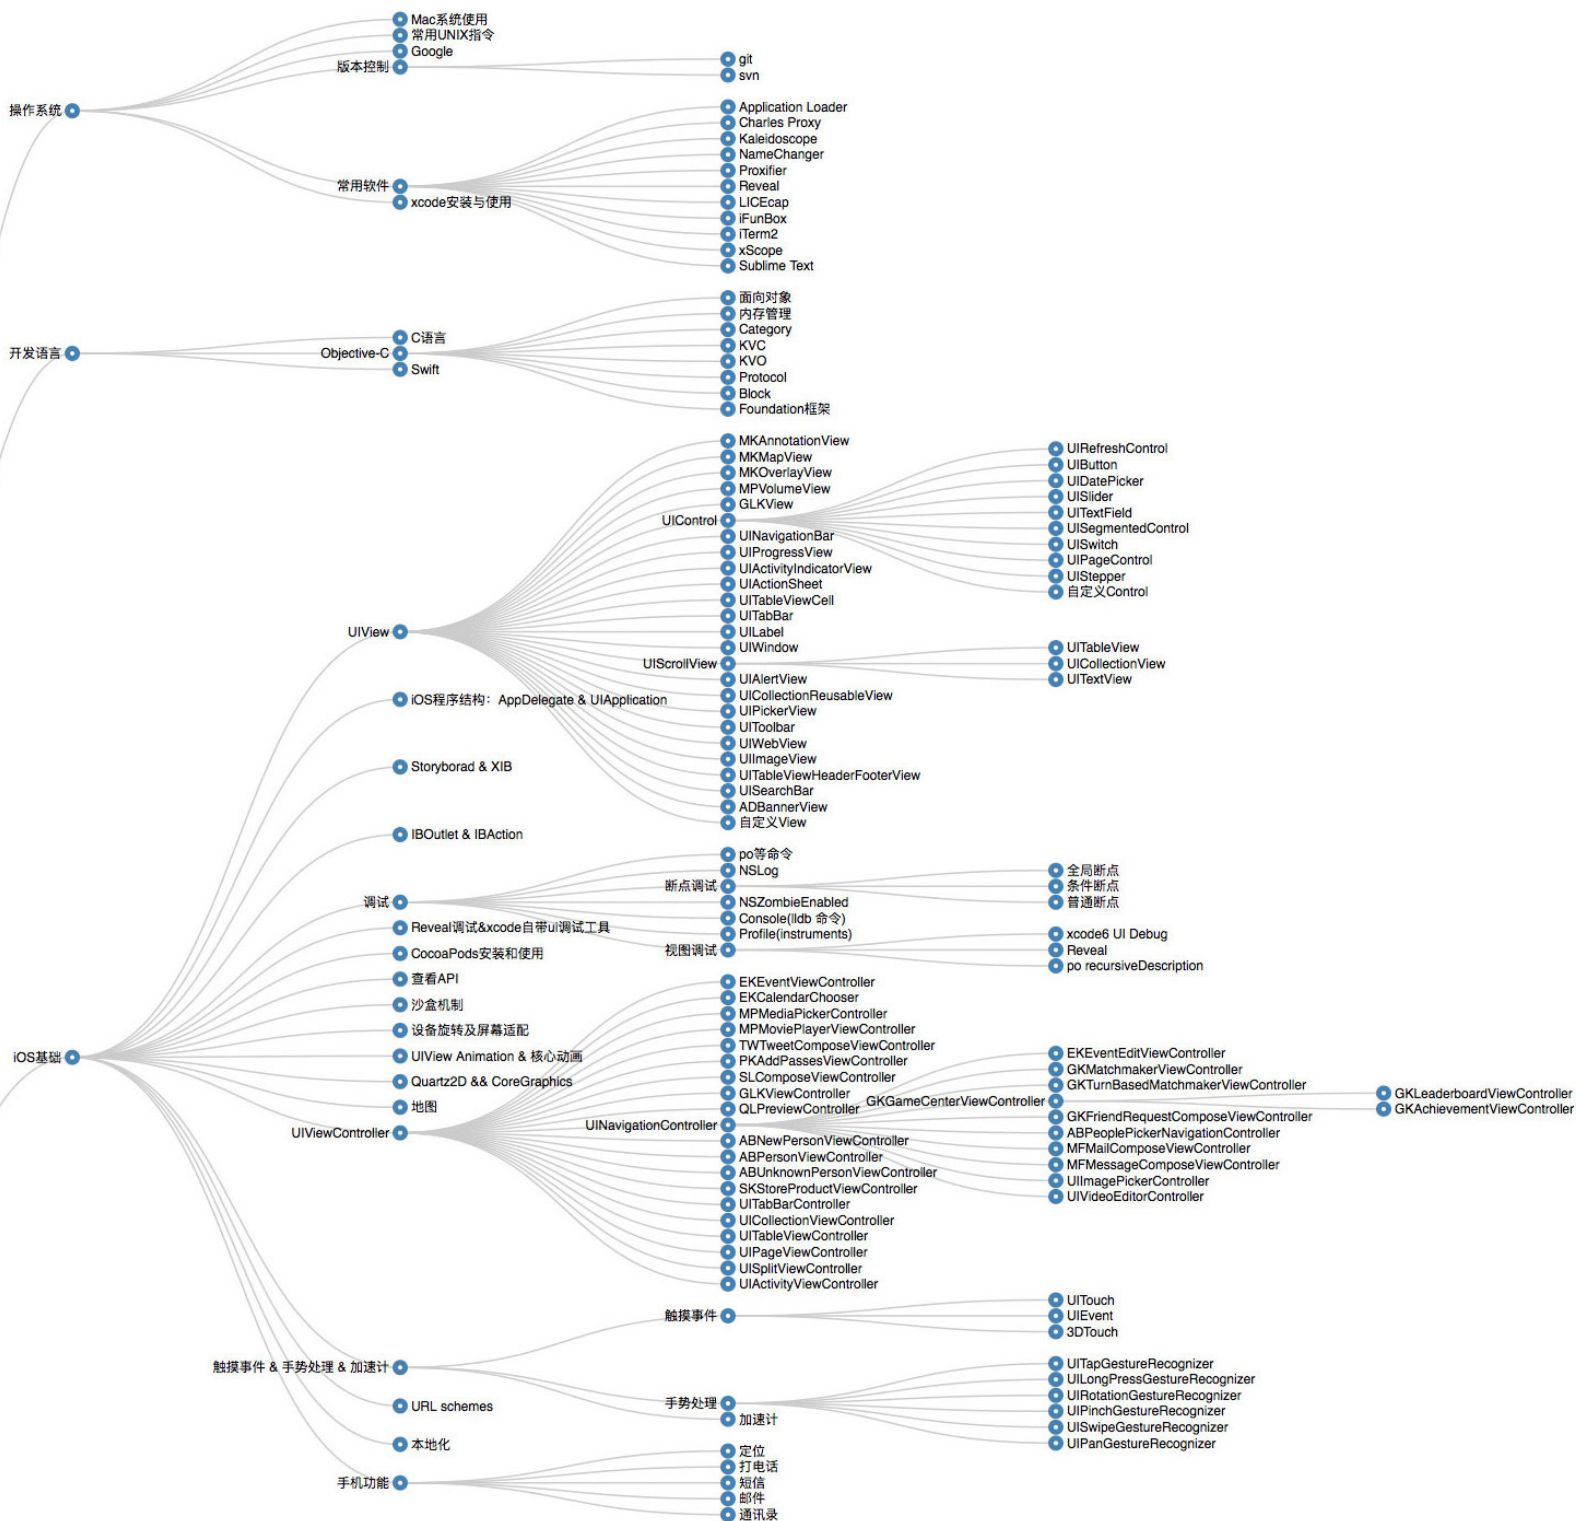 操作系统
Mac系统使用
常用UNIX指令
Google
版本控制
git
svn
常用软件
Application Loader
Charles Proxy
Kaleidoscope
NameChanger
Proxifier
Reveal
LICEcap
iFunBox
iTerm2
xScope
Sublime Text
xcode安装与使用
开发语言
C语言
Objective-C
面向对象
内存管理
Category
KVC
KVO
Protocol
Block
Foundation框架
Swift
iOS基础
UIView
MKAnnotationView
MKMapView
MKOverlayView
MPVolumeView
GLKView
UIControl
UIRefreshControl
UIButton
UIDatePicker
UISlider
UITextField
UISegmentedControl
UISwitch
UIPageControl
UIStepper
自定义Control
UINavigationBar
UIProgressView
UIActivityIndicatorView
UIActionSheet
UITableViewCell
UITabBar
UILabel
UIWindow
UIScrollView
UITableView
UICollectionView
UITextView
UIAlertView
UICollectionReusableView
UIPickerView
UIToolbar
UIWebView
UIImageView
UITableViewHeaderFooterView
UISearchBar
ADBannerView
自定义View
iOS程序结构：AppDelegate & UIApplication
Storyborad & XIB
IBOutlet & IBAction
调试
po等命令
NSLog
断点调试
全局断点
条件断点
普通断点
NSZombieEnabled
Console(lldb 命令)
Profile(instruments)
视图调试
xcode6 UI Debug
Reveal
po recursiveDescription
Reveal调试&xcode自带ui调试工具
CocoaPods安装和使用
查看API
沙盒机制
设备旋转及屏幕适配
UIView Animation & 核心动画
Quartz2D && CoreGraphics
地图
UIViewController
EKEventViewController
EKCalendarChooser
MPMediaPickerController
MPMoviePlayerViewController
TWTweetComposeViewController
PKAddPassesViewController
SLComposeViewController
GLKViewController
QLPreviewController
UINavigationController
EKEventEditViewController
GKMatchmakerViewController
GKTurnBasedMatchmakerViewController
GKGameCenterViewController
GKLeaderboardViewController
GKAchievementViewController
GKFriendRequestComposeViewController
ABPeoplePickerNavigationController
MFMailComposeViewController
MFMessageComposeViewController
UIImagePickerController
UIVideoEditorController
ABNewPersonViewController
ABPersonViewController
ABUnknownPersonViewController
SKStoreProductViewController
UITabBarController
UICollectionViewController
UITableViewController
UIPageViewController
UISplitViewController
UIActivityViewController
触摸事件 & 手势处理 & 加速计
触摸事件
UITouch
UIEvent
3DTouch
手势处理
UITapGestureRecognizer
UILongPressGestureRecognizer
UIRotationGestureRecognizer
UIPinchGestureRecognizer
UISwipeGestureRecognizer
UIPanGestureRecognizer
加速计
URL schemes
本地化
手机功能
定位
打电话
短信
邮件
通讯录